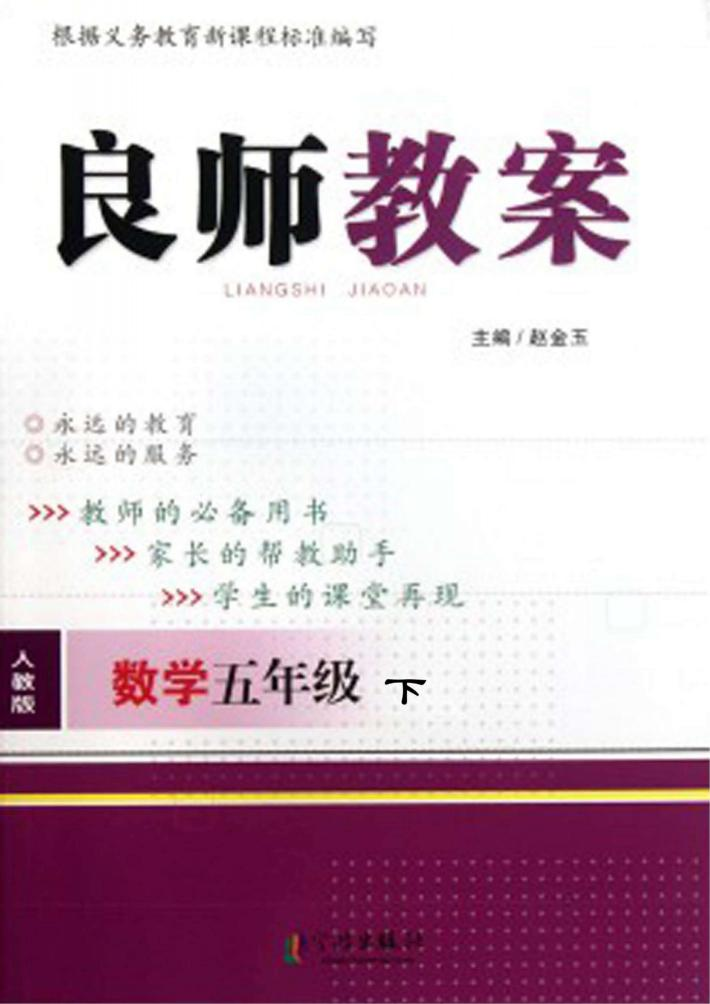 根据义务教育新课程标准编写
良师教案
LIANGSHI JIAOAN
主编/赵金玉
永远的教育
永远的服务
>>> 教师的必备用书
>>> 家长的帮教助手
>>> 学生的课堂再现
人教版
数学五年级 下
出版社